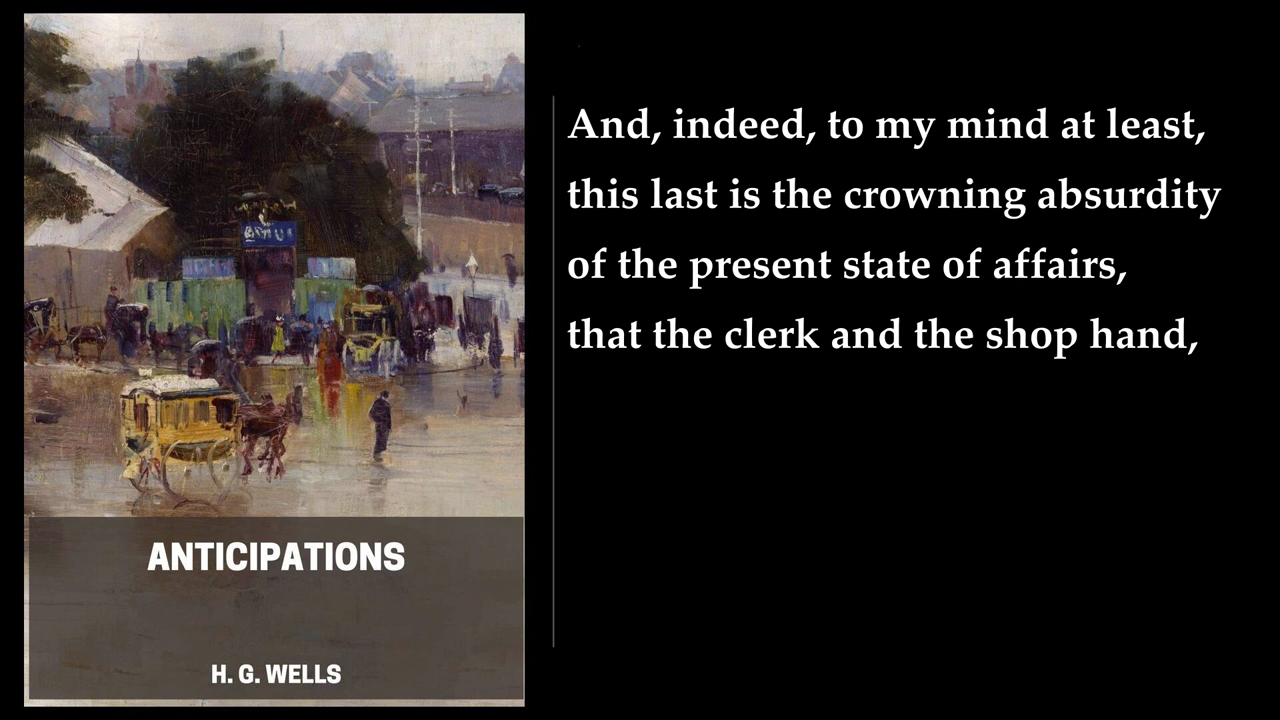 And, indeed, to my mind at least,
this last is the crowning absurdity
of the present state of affairs,
that the clerk and the shop hand,
ANTICIPATIONS
H. G. WELLS